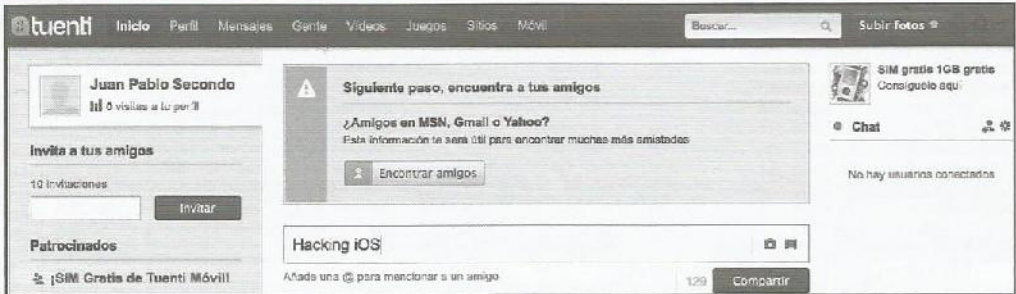 tuenti Inicio Perfil Mensajes Gente Vídeos Juegos Sitios Móvil Buscar... Subir fotos
Juan Pablo Secondo
0 visitas a tu perfil
Invita a tus amigos
10 invitaciones
Invitar
Patrocinados
¡SIM Gratis de Tuenti Móvil!
Siguiente paso, encuentra a tus amigos
¿Amigos en MSN, Gmail o Yahoo?
Esta información te será útil para encontrar muchas más amistades
Encontrar amigos
Hacking iOS
Añade una @ para mencionar a un amigo
129 Compartir
SIM gratis 1GB gratis
Consíguelo aquí
Chat
No hay usuarios conectados